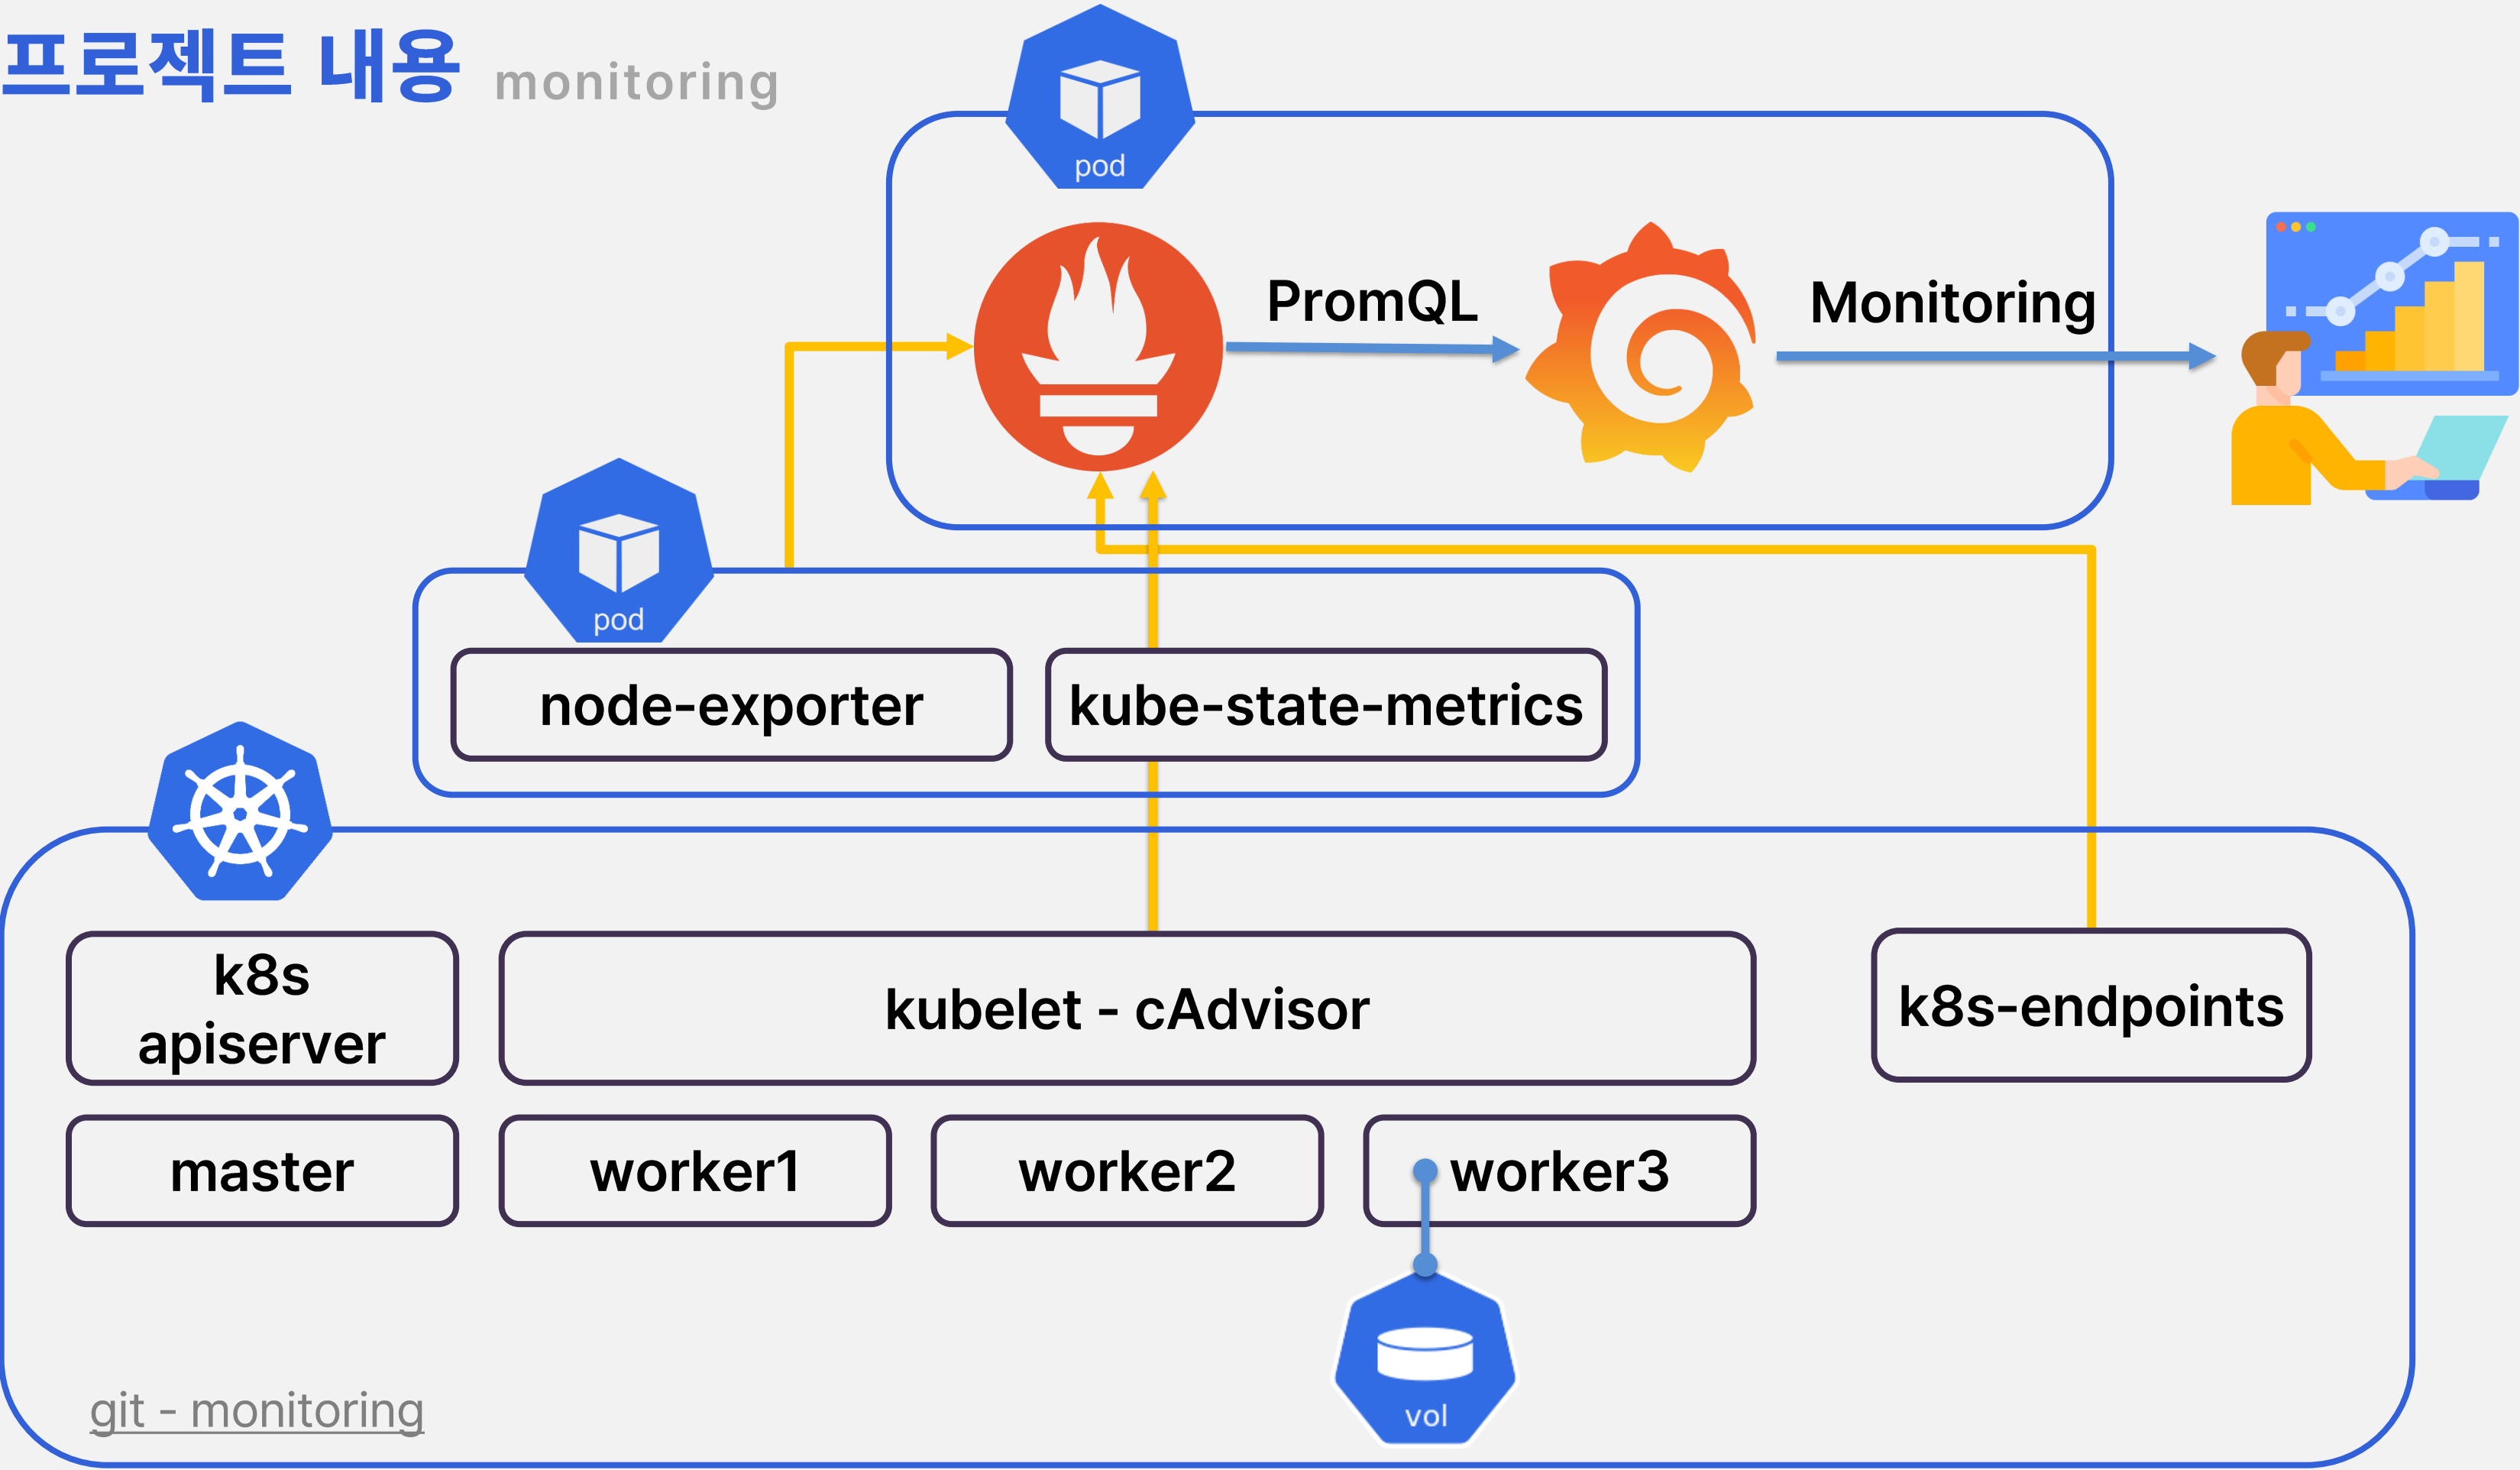 프로젝트 내용 monitoring
pod
PromQL
Monitoring
pod
node-exporter
kube-state-metrics
k8s
apiserver
kubelet - cAdvisor
k8s-endpoints
master
worker1
worker2
worker3
vol
git - monitoring